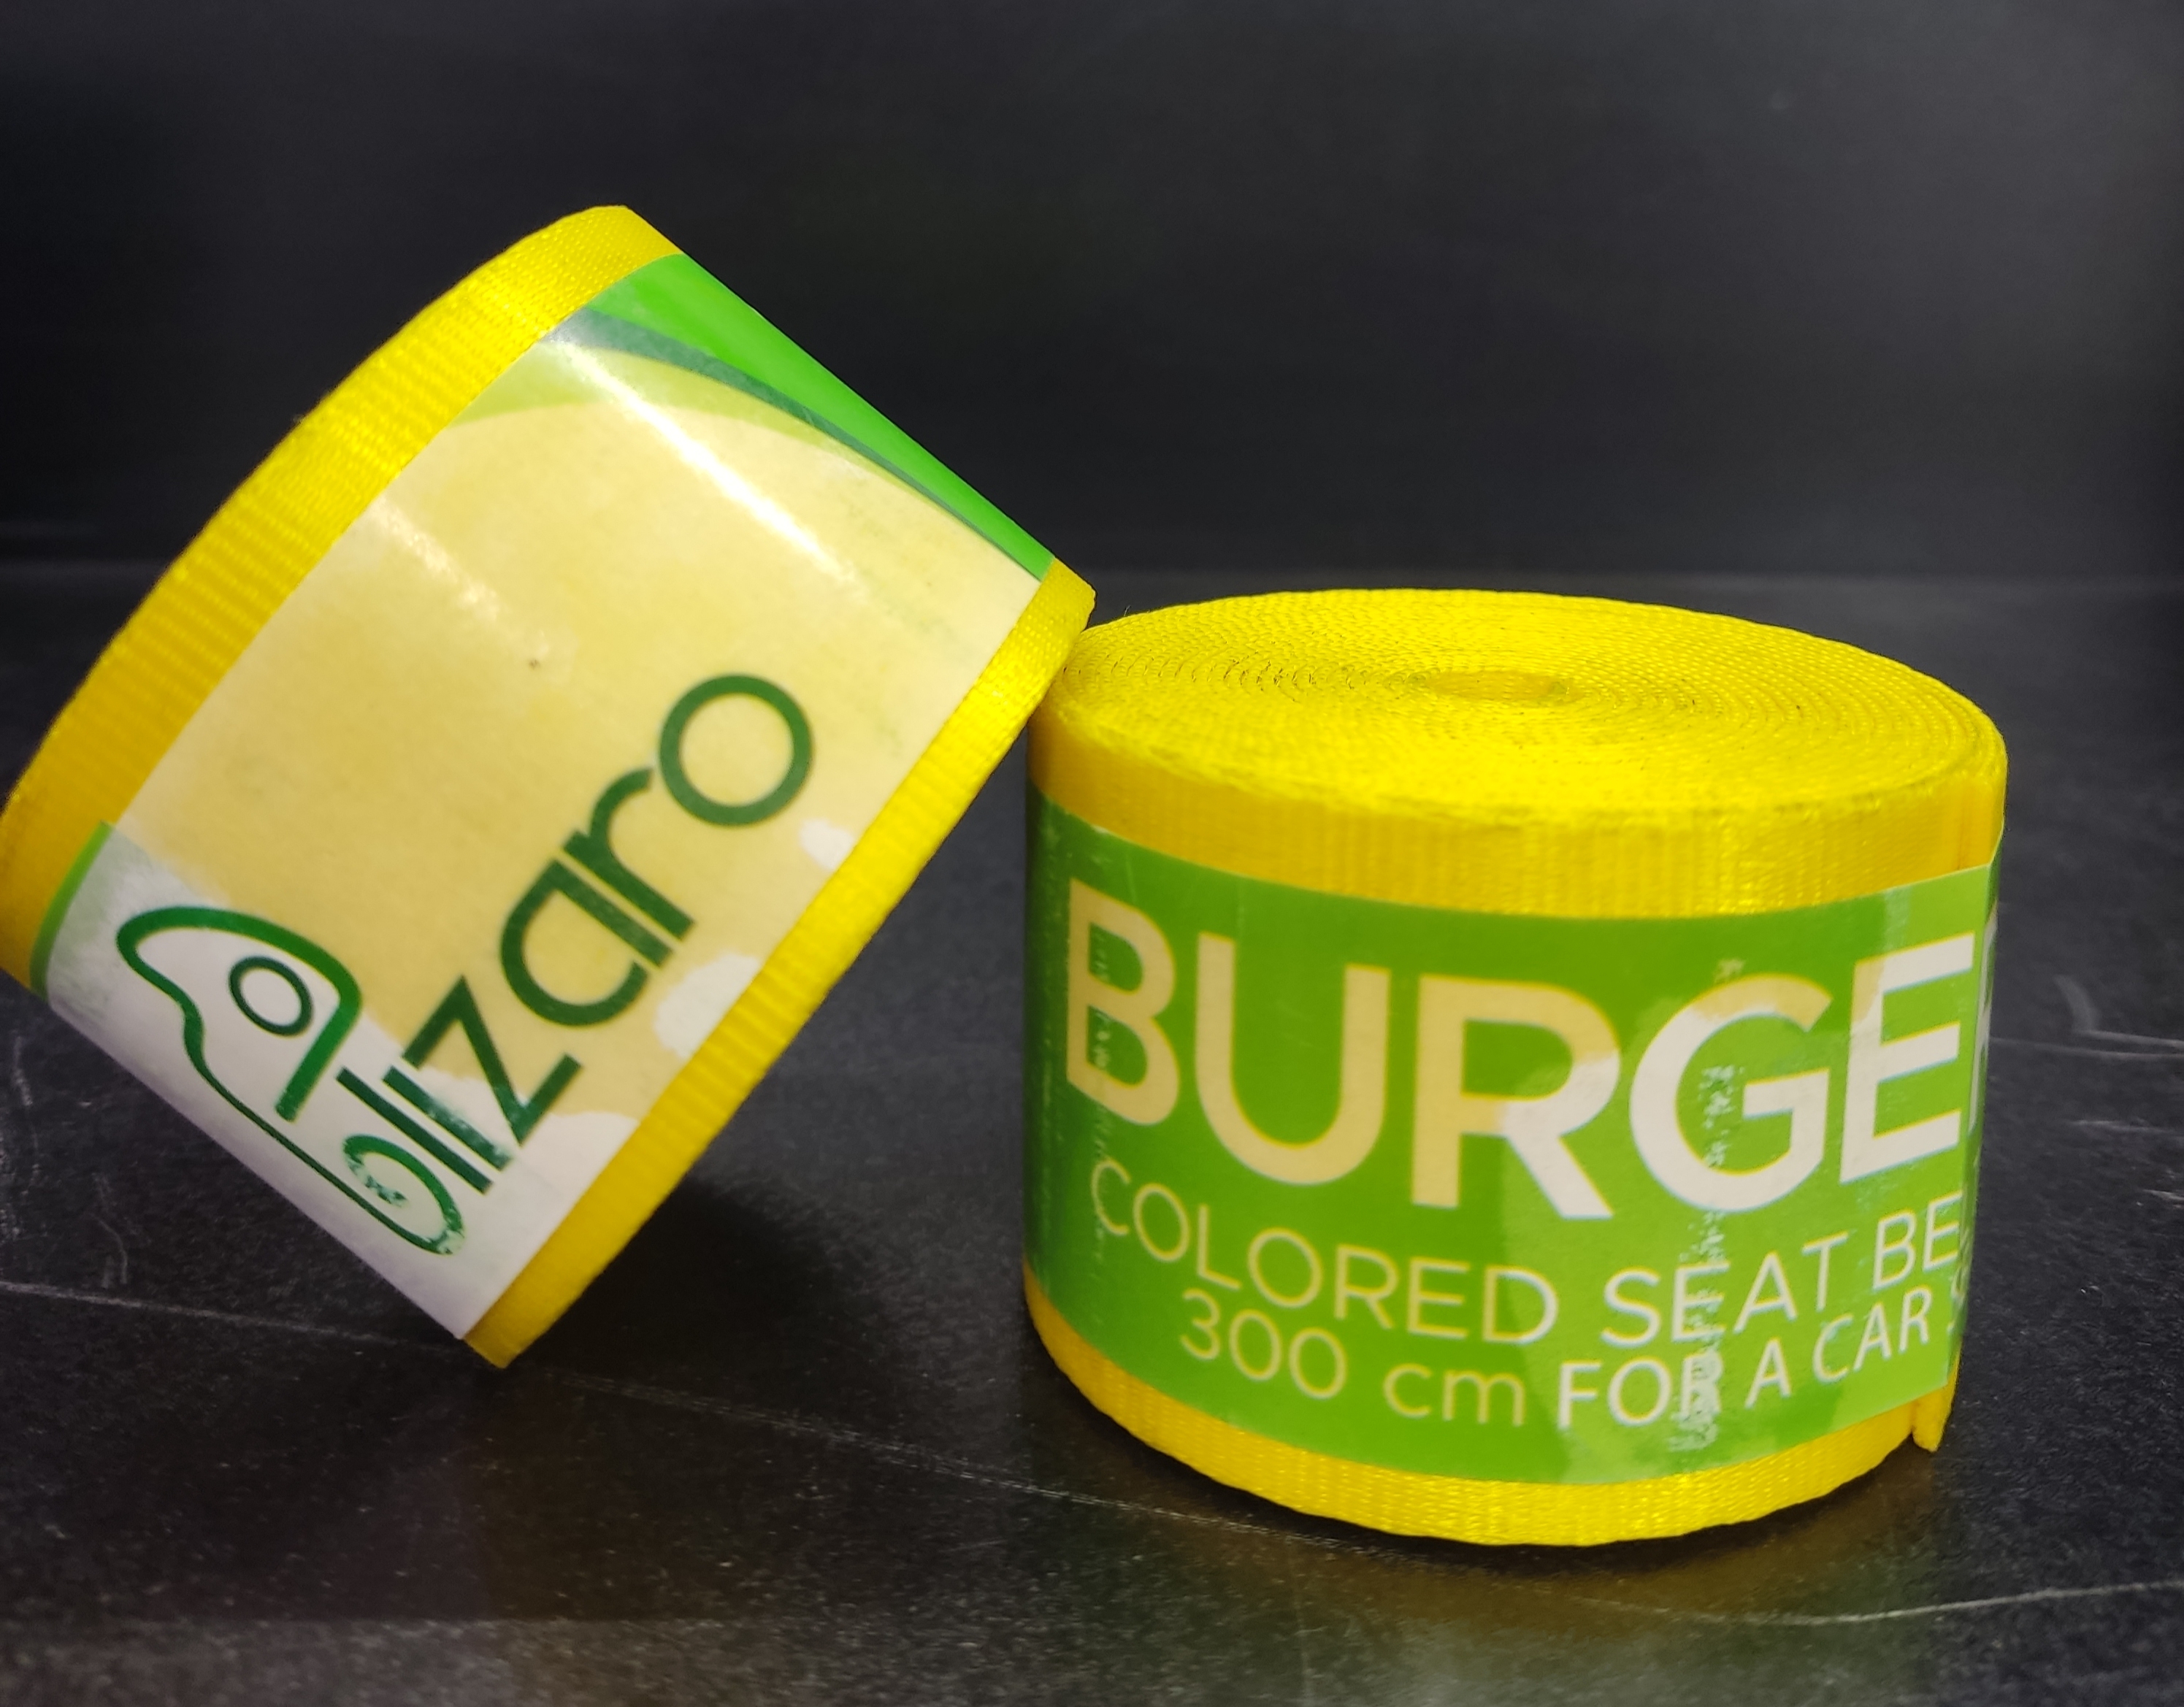 Alizaro
BURGE
COLORED SEAT BE
300 cm FOR A CAR